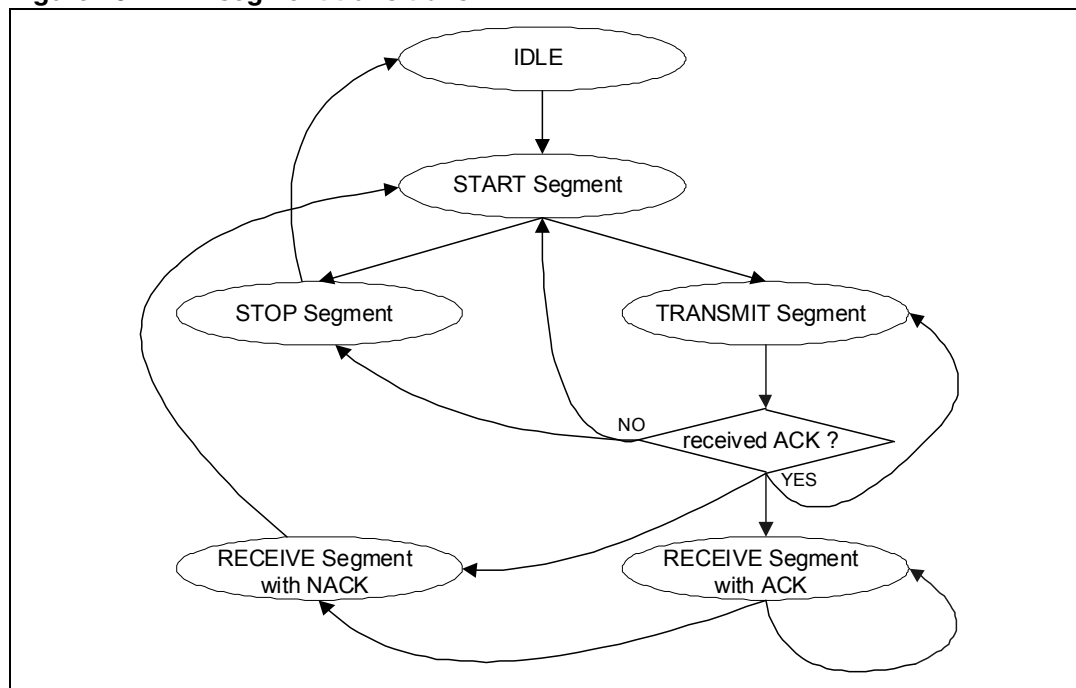 IDLE
START Segment
STOP Segment
TRANSMIT Segment
NO
received ACK ?
YES
RECEIVE Segment
with NACK
RECEIVE Segment
with ACK